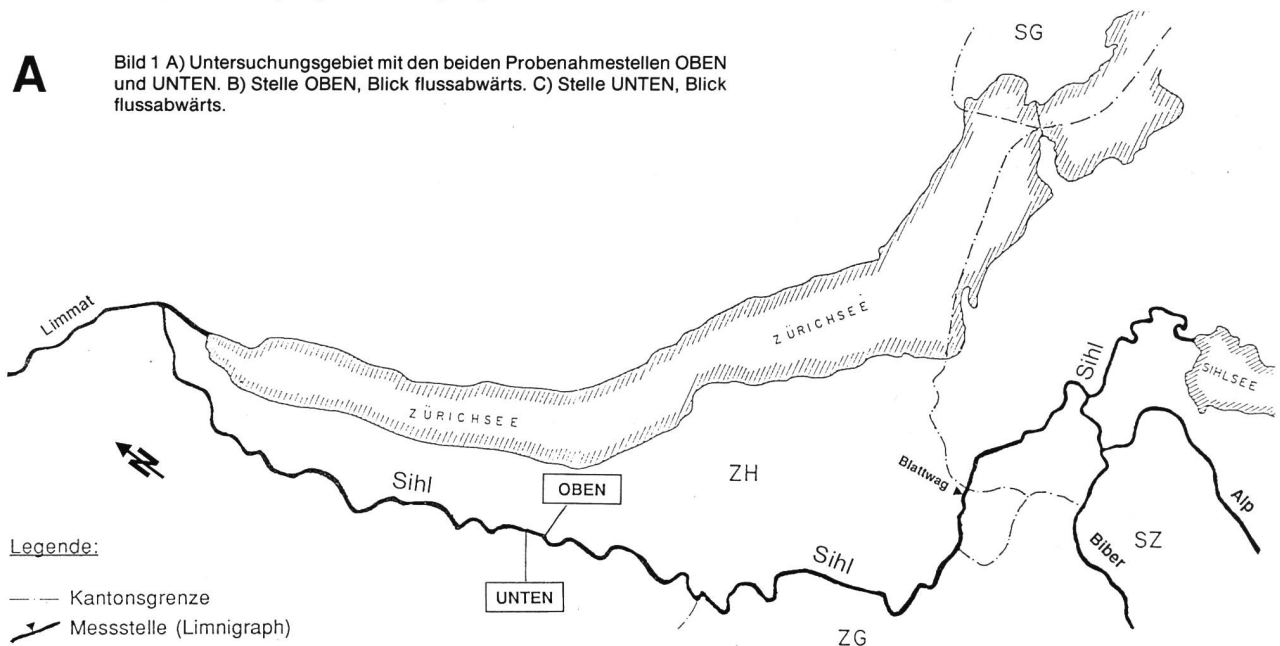 A
Bild 1 A) Untersuchungsgebiet mit den beiden Probenahmestellen OBEN
und UNTEN. B) Stelle OBEN, Blick flussabwärts. C) Stelle UNTEN, Blick
flussabwärts.
SG
Limmat
ZÜRICHSEE
Sihl
SIHLSEE
ZÜRICHSEE
N
Sihl
OBEN
ZH
Blattwag
Alp
SZ
Biber
Legende:
Sihl
UNTEN
Kantonsgrenze
Messstelle (Limnigraph)
ZG